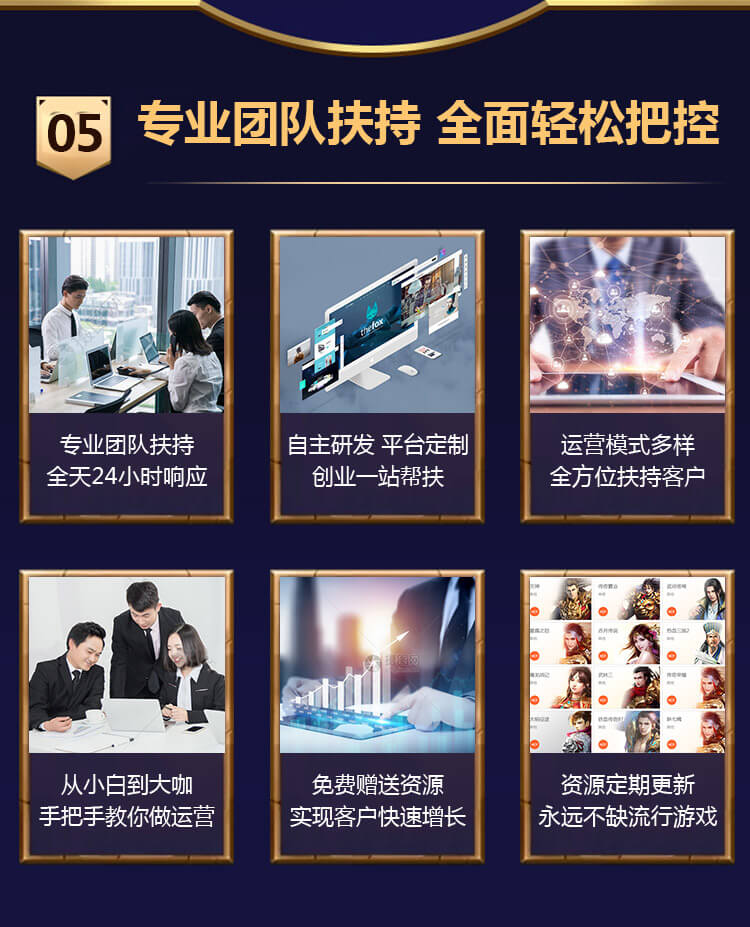 05
专业团队扶持 全面轻松把控
thefox
专业团队扶持
全天24小时响应
自主研发 平台定制
创业一站帮扶
运营模式多样
全方位扶持客户
从小白到大咖
手把手教你做运营
免费赠送资源
实现客户快速增长
资源定期更新
永远不缺流行游戏